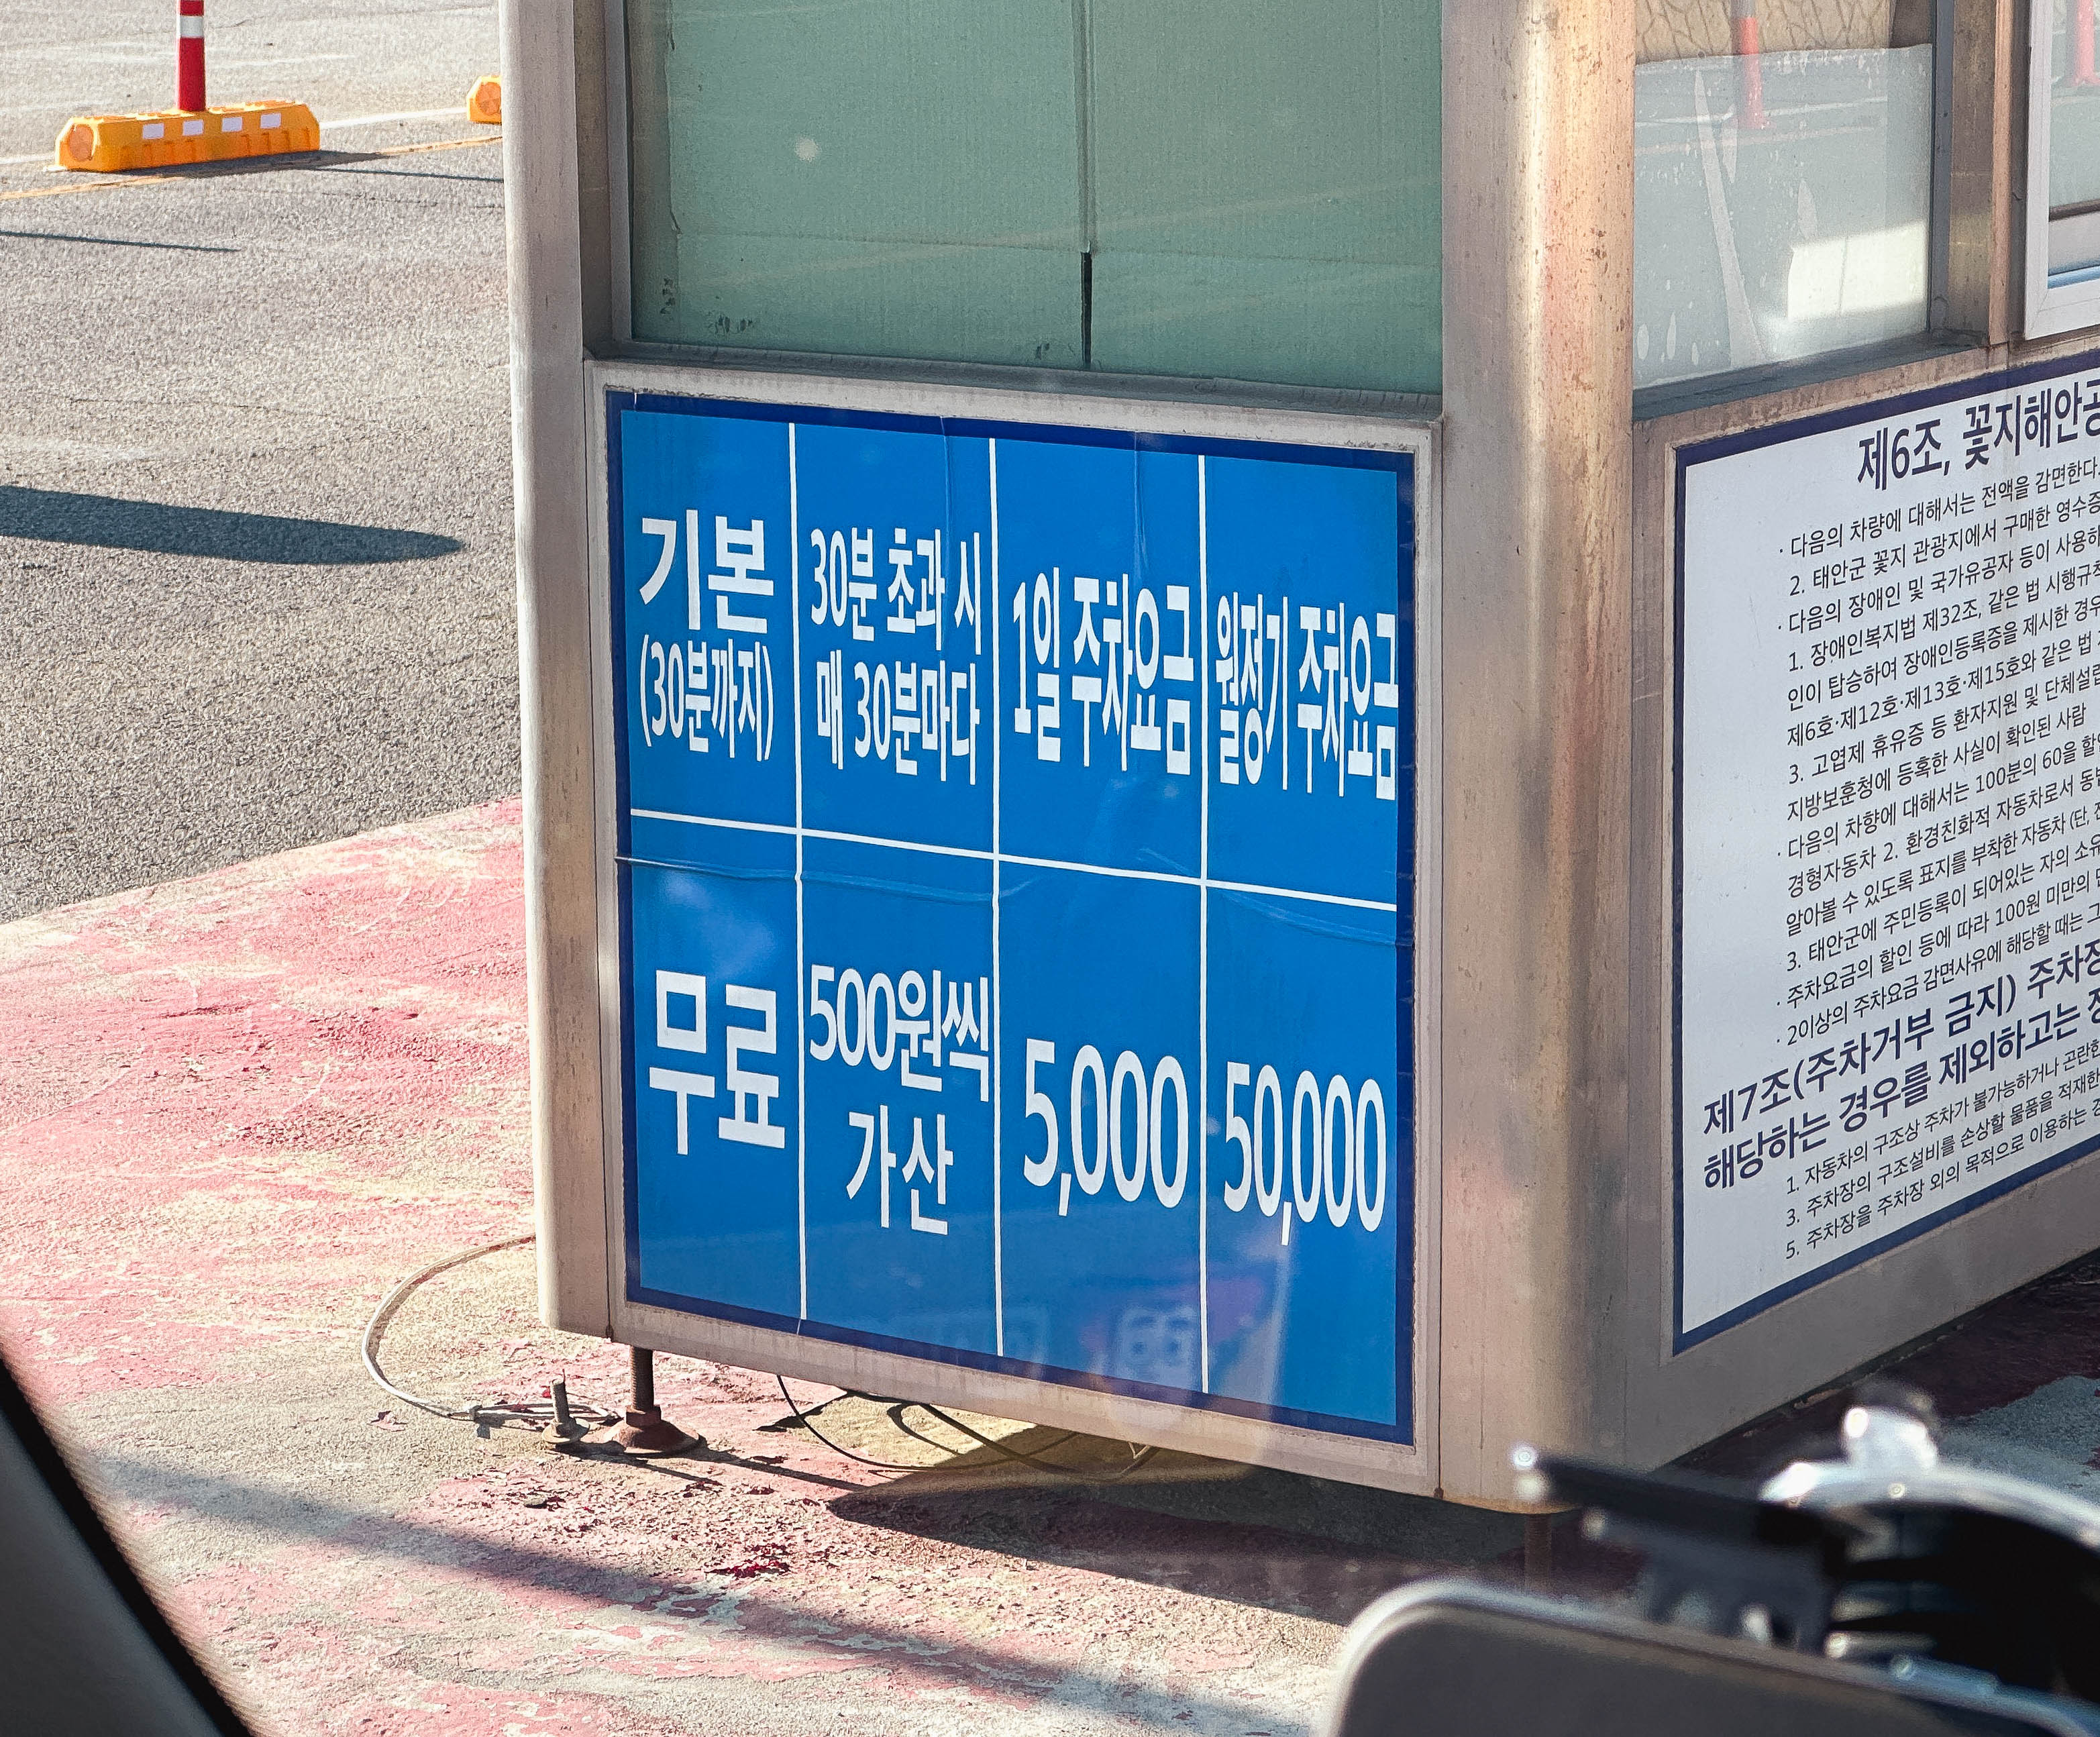 기본
(30분까지)
30분 초과 시
매 30분마다
1일 주차요금
월정기 주차요금
무료
500원씩
가산
5,000
50,000
제6조, 꽃지해안공
· 다음의 차량에 대해서는 전액을 감면한다.
2. 태안군 꽃지 관광지에서 구매한 영수증
· 다음의 장애인 및 국가유공자 등이 사용하
1. 장애인복지법 제32조, 같은 법 시행규칙
인이 탑승하여 장애인등록증을 제시한 경우
제6호·제12호·제13호·제15호와 같은 법
3. 고엽제 휴유증 등 환자지원 및 단체설립
지방보훈청에 등혹한 사실이 확인된 사람
· 다음의 차향에 대해서는 100분의 60을 할인
경형자동차 2. 환경친화적 자동차로서 동법
알아볼 수 있도록 표지를 부착한 자동차 (단,
3. 태안군에 주민등록이 되어있는 자의 소유
· 주차요금의 할인 등에 따라 100원 미만의
· 2이상의 주차요금 감면사유에 해당할 때는 그
제7조(주차거부 금지) 주차장
해당하는 경우를 제외하고는 정
1. 자동차의 구조상 주차가 불가능하거나 곤란한
3. 주차장의 구조설비를 손상할 물품을 적재한
5. 주차장을 주차장 외의 목적으로 이용하는 경